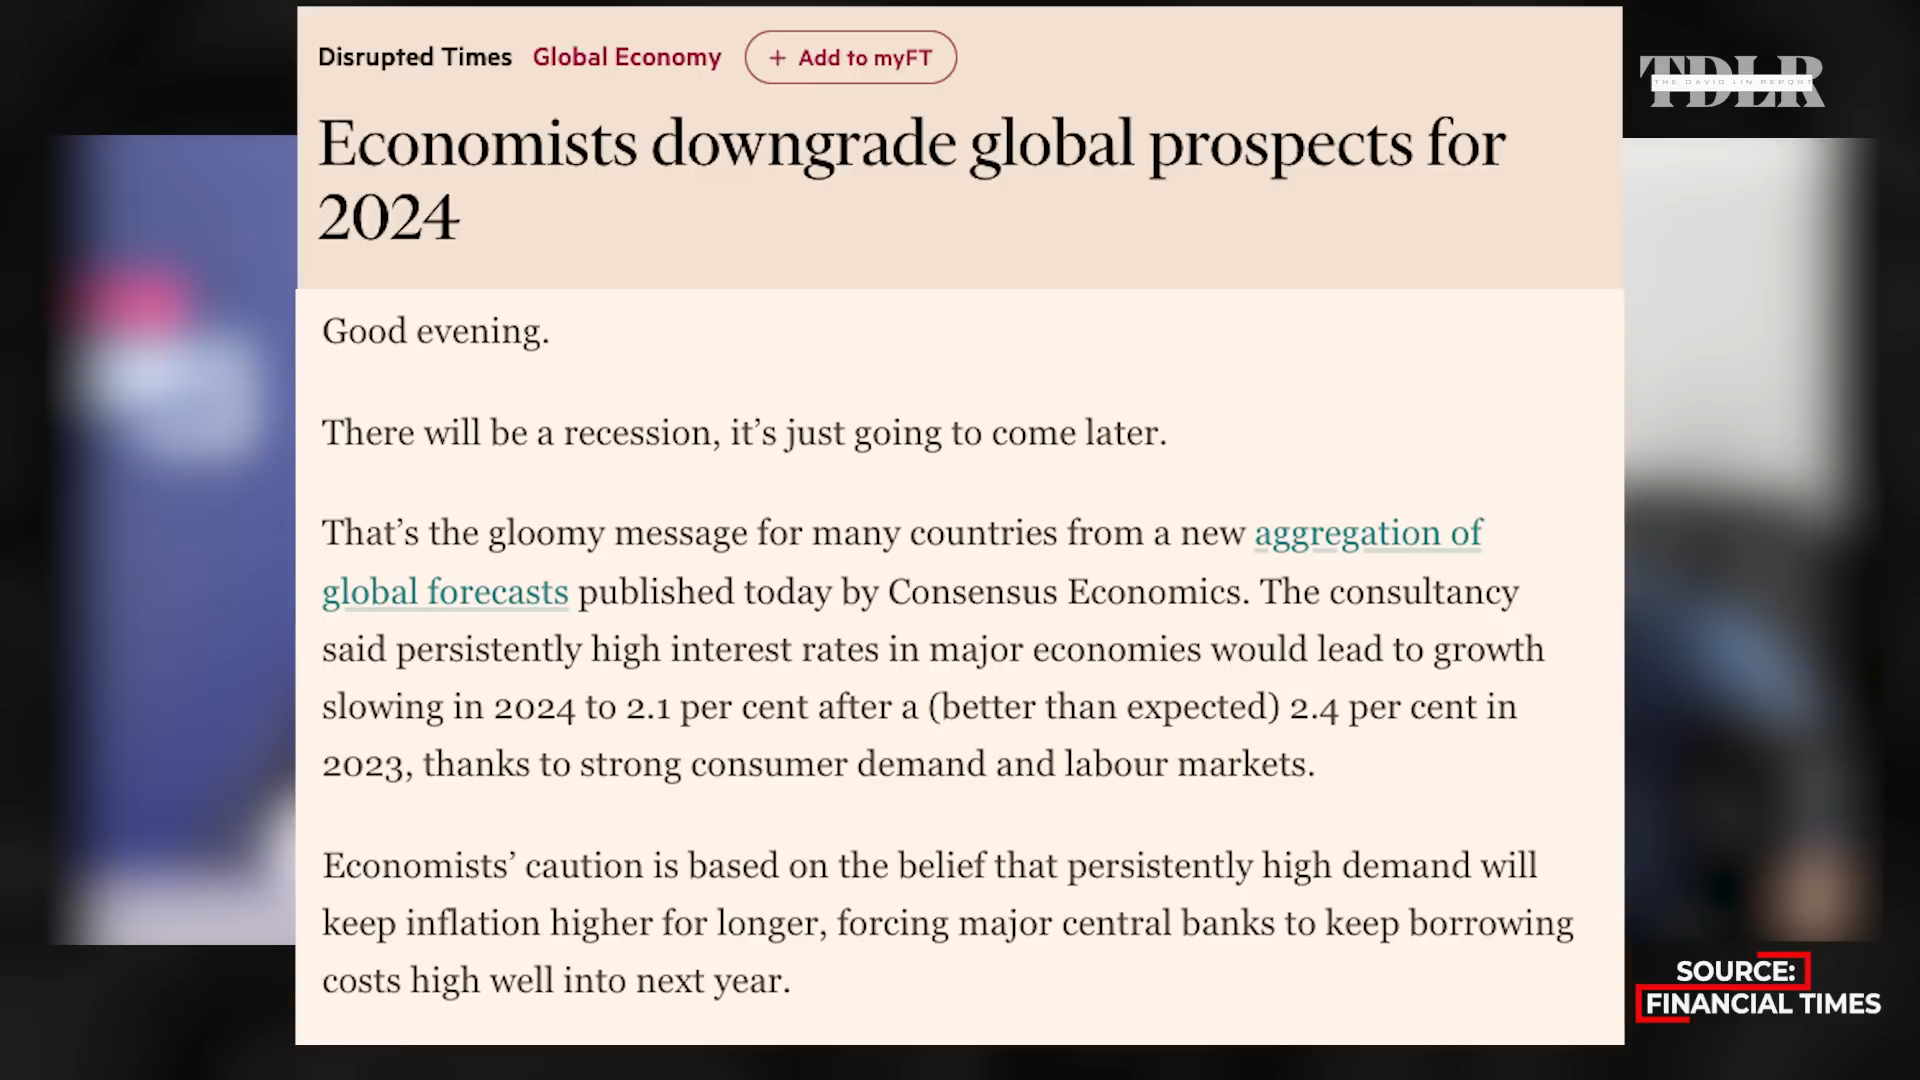 Disrupted Times Global Economy + Add to myFT
TDLR
THE DAVID LIN REPORT
Economists downgrade global prospects for
2024
Good evening.
There will be a recession, it’s just going to come later.
That’s the gloomy message for many countries from a new aggregation of
global forecasts published today by Consensus Economics. The consultancy
said persistently high interest rates in major economies would lead to growth
slowing in 2024 to 2.1 per cent after a (better than expected) 2.4 per cent in
2023, thanks to strong consumer demand and labour markets.
Economists’ caution is based on the belief that persistently high demand will
keep inflation higher for longer, forcing major central banks to keep borrowing
costs high well into next year.
SOURCE:
FINANCIAL TIMES